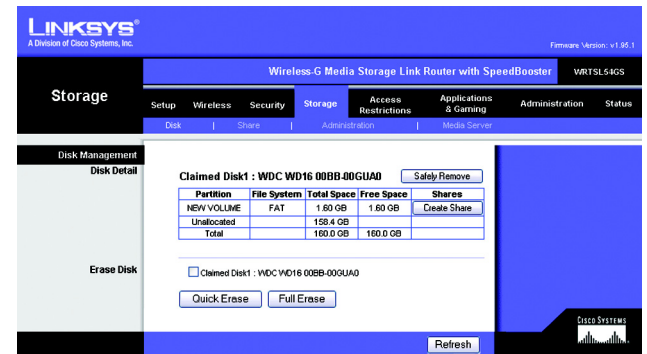 LINKSYS®
A Division of Cisco Systems, Inc.
Firmware Version: v1.95.1
Wireless-G Media Storage Link Router with SpeedBooster WRTSL54GS
Storage
Setup Wireless Security Storage Access Restrictions Applications & Gaming Administration Status
Disk | Share | Administration | Media Server
Disk Management
Disk Detail
Claimed Disk1 : WDC WD16 00BB-00GUA0 Safely Remove
Partition File System Total Space Free Space Shares
NEW VOLUME FAT 1.60 GB 1.60 GB Create Share
Unallocated 158.4 GB
Total 160.0 GB 160.0 GB
Erase Disk
Claimed Disk1 : WDC WD16 00BB-00GUA0
Quick Erase Full Erase
CISCO SYSTEMS
Refresh